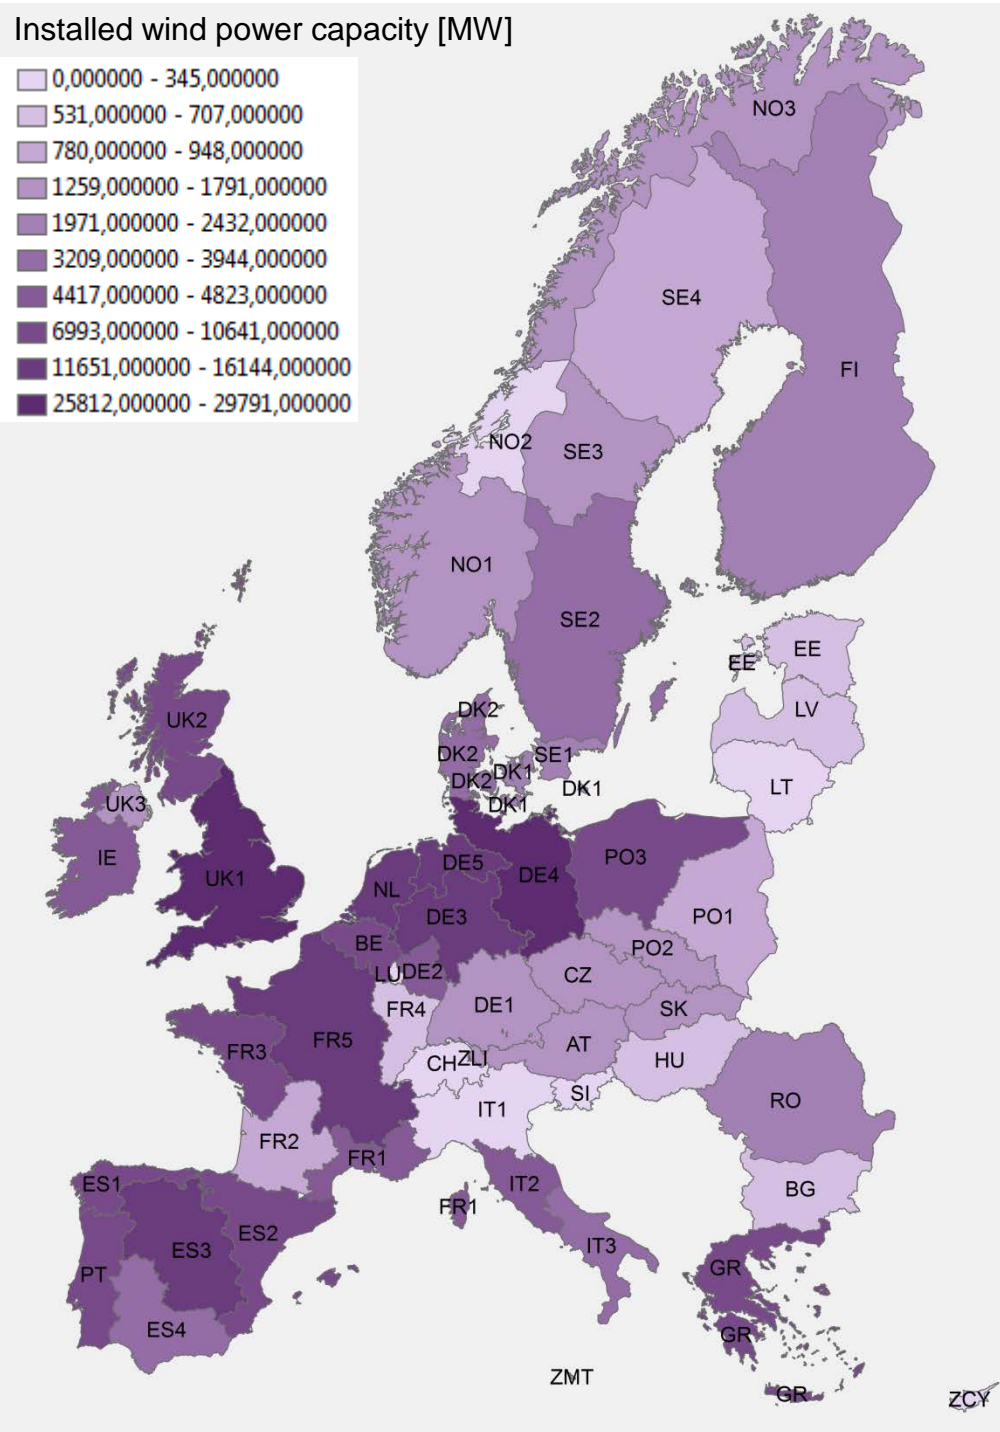 Installed wind power capacity [MW]
0,000000 - 345,000000
531,000000 - 707,000000
780,000000 - 948,000000
1259,000000 - 1791,000000
1971,000000 - 2432,000000
3209,000000 - 3944,000000
4417,000000 - 4823,000000
6993,000000 - 10641,000000
11651,000000 - 16144,000000
25812,000000 - 29791,000000
NO3
SE4
FI
NO2
SE3
NO1
SE2
EE
EE
LV
DK2
UK2
DK2
SE1
DK1
DK2
DK1
LT
DK1
UK3
IE
DE5
PO3
UK1
NL
DE4
DE3
PO1
BE
PO2
LU
DE2
CZ
FR4
DE1
SK
FR5
AT
FR3
CH
ZLI
HU
SI
RO
IT1
FR2
FR1
ES1
IT2
BG
FR1
ES2
IT3
ES3
GR
PT
ES4
GR
ZMT
GR
ZCY